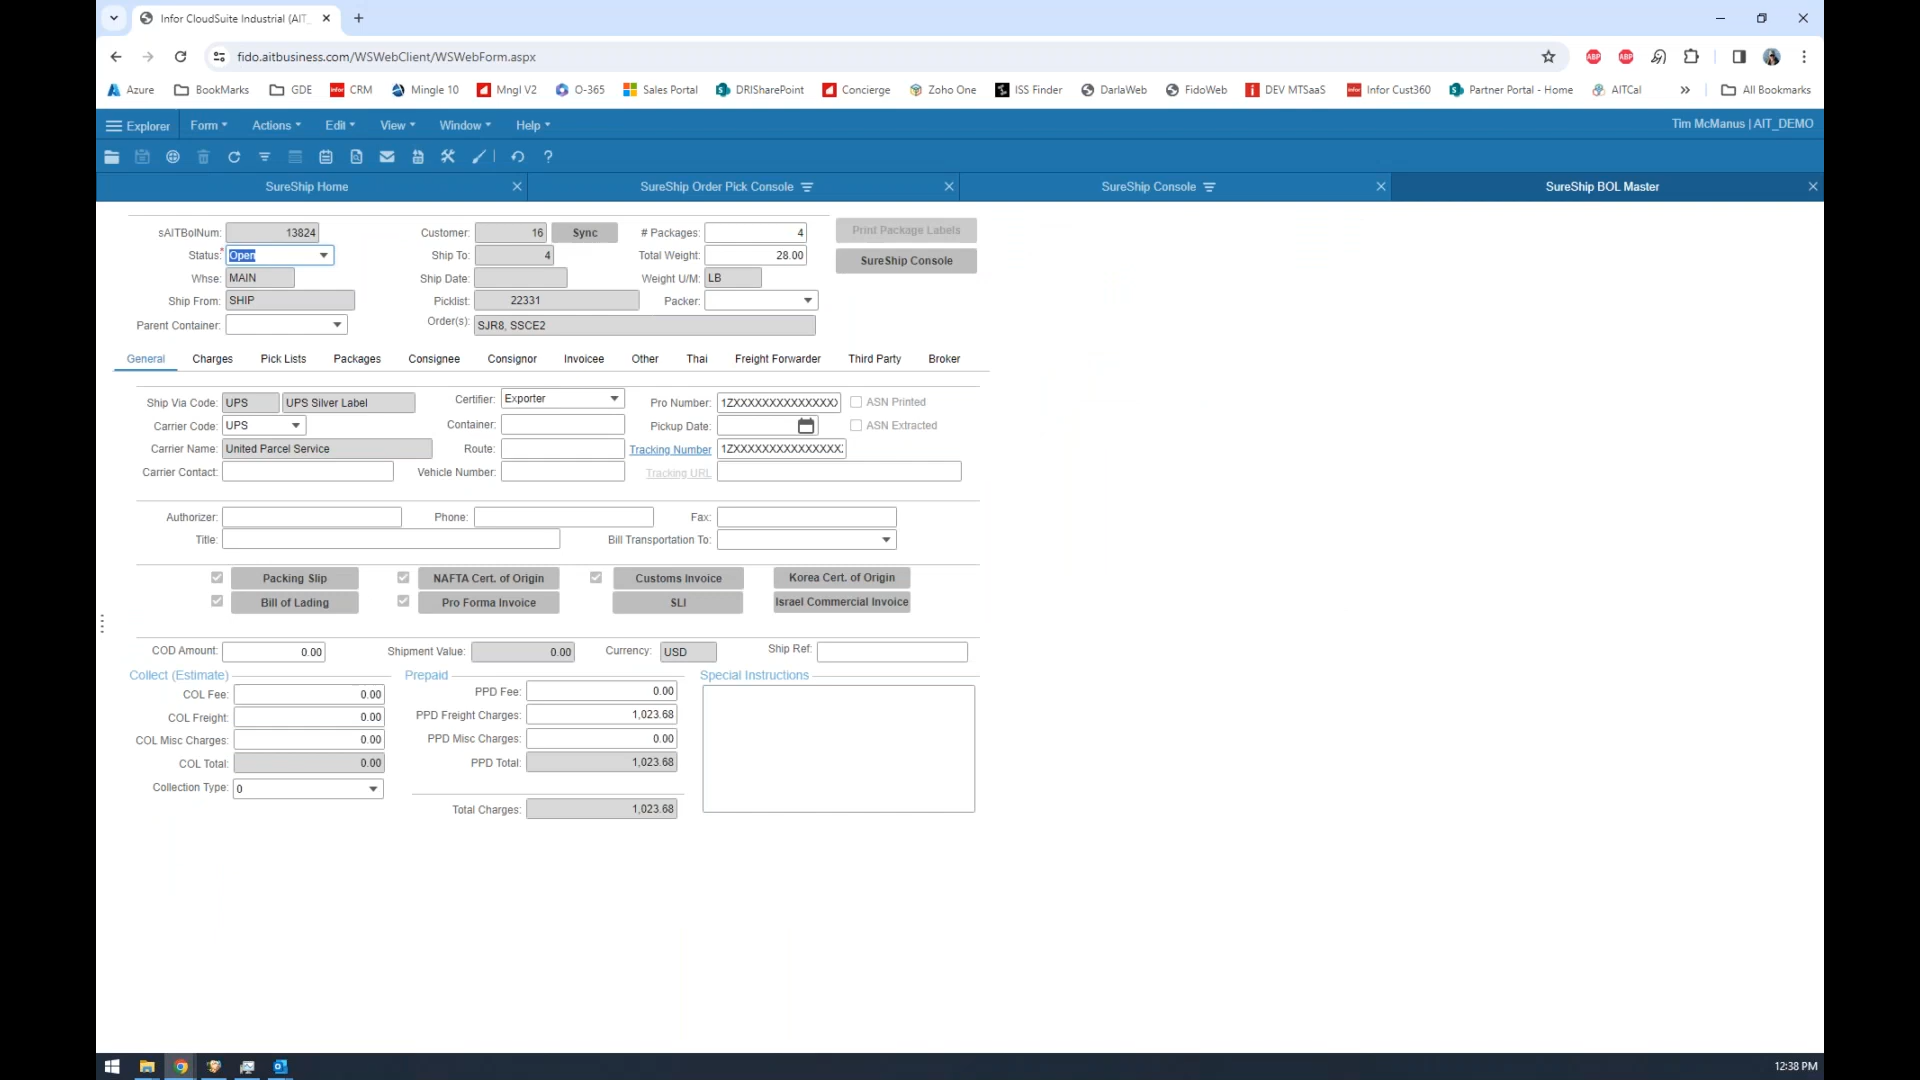 Infor CloudSuite Industrial (AIT_
fido.aitbusiness.com/WSWebClient/WSWebForm.aspx
Azure BookMarks GDE CRM Mingle 10 Mngl V2 O-365 Sales Portal DRISharePoint Concierge Zoho One ISS Finder DarlaWeb FidoWeb DEV MTSaaS Infor Cust360 Partner Portal - Home AITCal » All Bookmarks
Explorer Form Actions Edit View Window Help Tim McManus | AIT_DEMO
SureShip Home SureShip Order Pick Console SureShip Console SureShip BOL Master
sAITBolNum: 13824 Customer: 16 Sync # Packages: 4 Print Package Labels
Status: * Open Ship To: 4 Total Weight: 28.00 SureShip Console
Whse: MAIN Ship Date: Weight U/M: LB
Ship From: SHIP Picklist: 22331 Packer:
Parent Container: Order(s): SJR8, SSCE2
General Charges Pick Lists Packages Consignee Consignor Invoicee Other Thai Freight Forwarder Third Party Broker
Ship Via Code: UPS UPS Silver Label Certifier: Exporter Pro Number: 1ZXXXXXXXXXXXXXXX ASN Printed
Carrier Code: UPS Container: Pickup Date: ASN Extracted
Carrier Name: United Parcel Service Route: Tracking Number 1ZXXXXXXXXXXXXXXX
Carrier Contact: Vehicle Number: Tracking URL
Authorizer: Phone: Fax:
Title: Bill Transportation To:
Packing Slip NAFTA Cert. of Origin Customs Invoice Korea Cert. of Origin
Bill of Lading Pro Forma Invoice SLI Israel Commercial Invoice
COD Amount: 0.00 Shipment Value: 0.00 Currency: USD Ship Ref:
Collect (Estimate) Prepaid Special Instructions
COL Fee: 0.00 PPD Fee: 0.00
COL Freight: 0.00 PPD Freight Charges: 1,023.68
COL Misc Charges: 0.00 PPD Misc Charges: 0.00
COL Total: 0.00 PPD Total: 1,023.68
Collection Type: 0
Total Charges: 1,023.68
12:38 PM